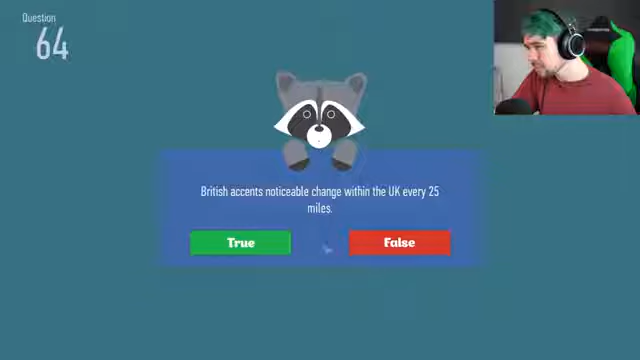 Question
64
British accents noticeable change within the UK every 25
miles.
True
False